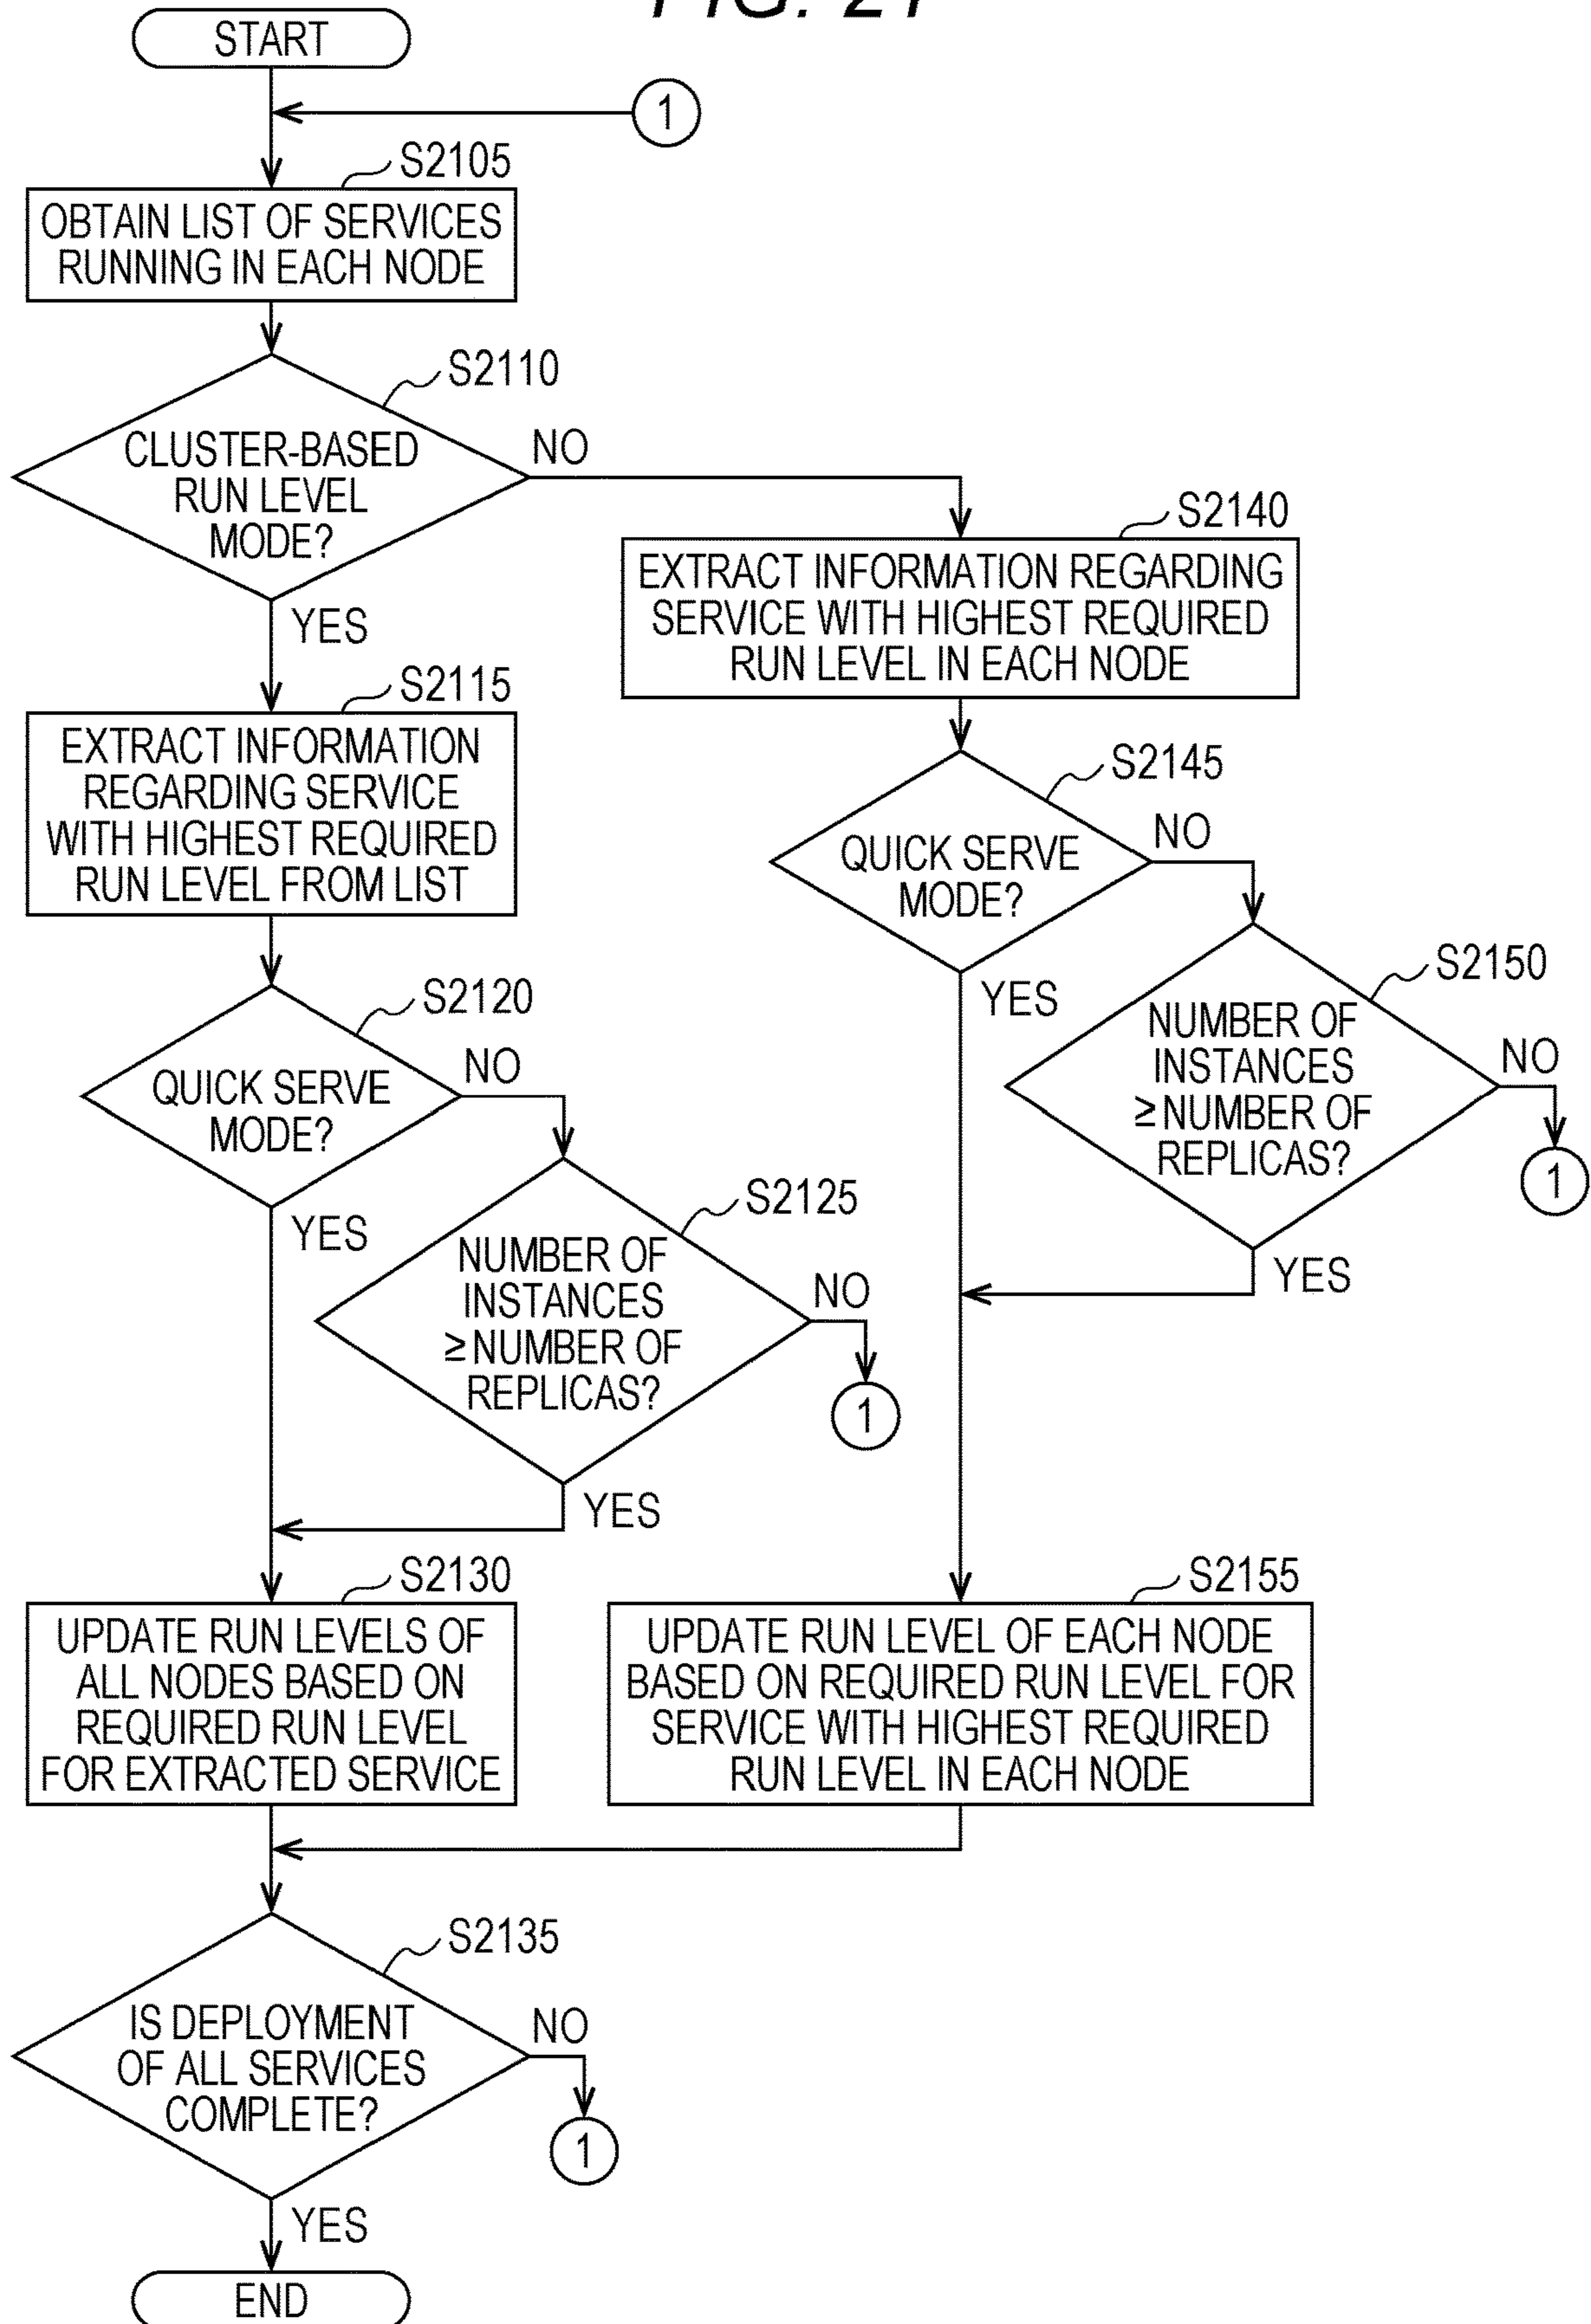 FIG. 21
START
1
S2105
OBTAIN LIST OF SERVICES
RUNNING IN EACH NODE
S2110
CLUSTER-BASED
RUN LEVEL
MODE?
NO
YES
S2140
EXTRACT INFORMATION REGARDING
SERVICE WITH HIGHEST REQUIRED
RUN LEVEL IN EACH NODE
S2115
EXTRACT INFORMATION
REGARDING SERVICE
WITH HIGHEST REQUIRED
RUN LEVEL FROM LIST
S2145
QUICK SERVE
MODE?
NO
YES
S2150
NUMBER OF
INSTANCES
≥NUMBER OF
REPLICAS?
NO
1
YES
S2120
QUICK SERVE
MODE?
NO
YES
S2125
NUMBER OF
INSTANCES
≥NUMBER OF
REPLICAS?
NO
1
YES
S2130
UPDATE RUN LEVELS OF
ALL NODES BASED ON
REQUIRED RUN LEVEL
FOR EXTRACTED SERVICE
S2155
UPDATE RUN LEVEL OF EACH NODE
BASED ON REQUIRED RUN LEVEL FOR
SERVICE WITH HIGHEST REQUIRED
RUN LEVEL IN EACH NODE
S2135
IS DEPLOYMENT
OF ALL SERVICES
COMPLETE?
NO
1
YES
END